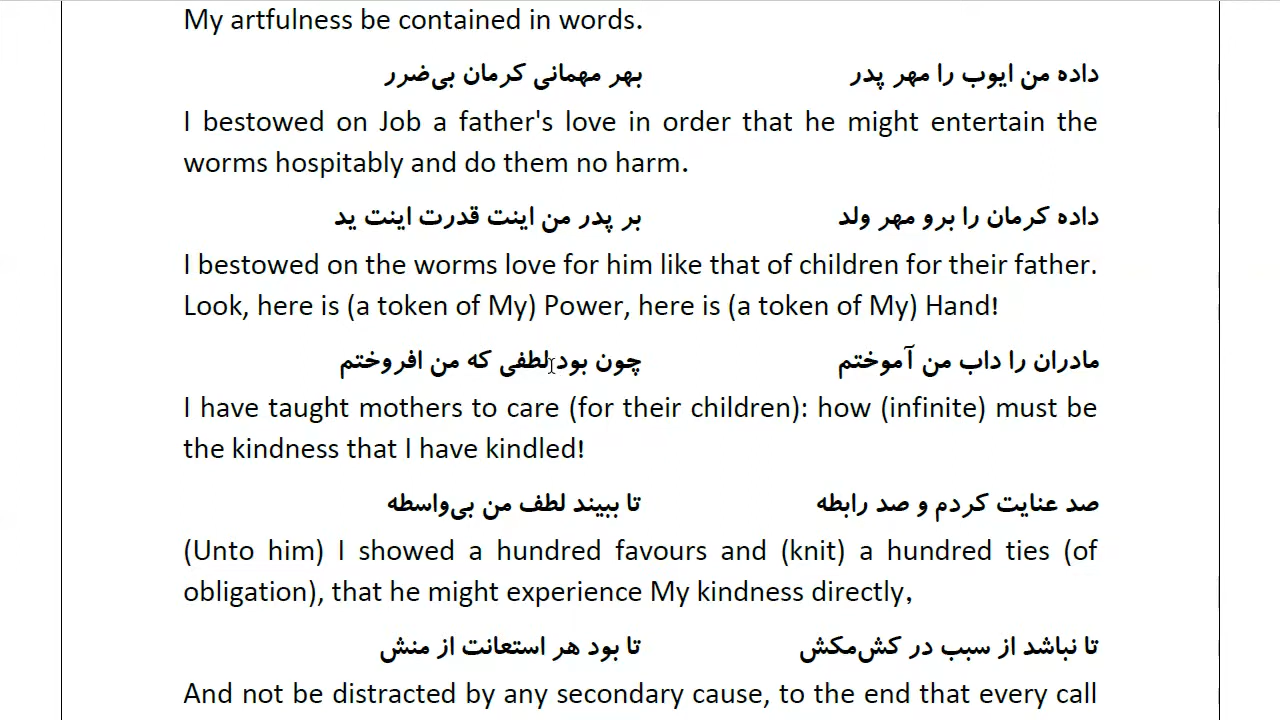 My artfulness be contained in words.
داده من ایوب را مهر پدر بهر مهمانی کرمان بی‌ضرر
I bestowed on Job a father's love in order that he might entertain the
worms hospitably and do them no harm.
داده کرمان را برو مهر ولد بر پدر من اینت قدرت اینت ید
I bestowed on the worms love for him like that of children for their father.
Look, here is (a token of My) Power, here is (a token of My) Hand!
مادران را داب من آموختم چون بود لطفی که من افروختم
I have taught mothers to care (for their children): how (infinite) must be
the kindness that I have kindled!
صد عنایت کردم و صد رابطه تا ببیند لطف من بی‌واسطه
(Unto him) I showed a hundred favours and (knit) a hundred ties (of
obligation), that he might experience My kindness directly,
تا نباشد از سبب در کش‌مکش تا بود هر استعانت از منش
And not be distracted by any secondary cause, to the end that every call